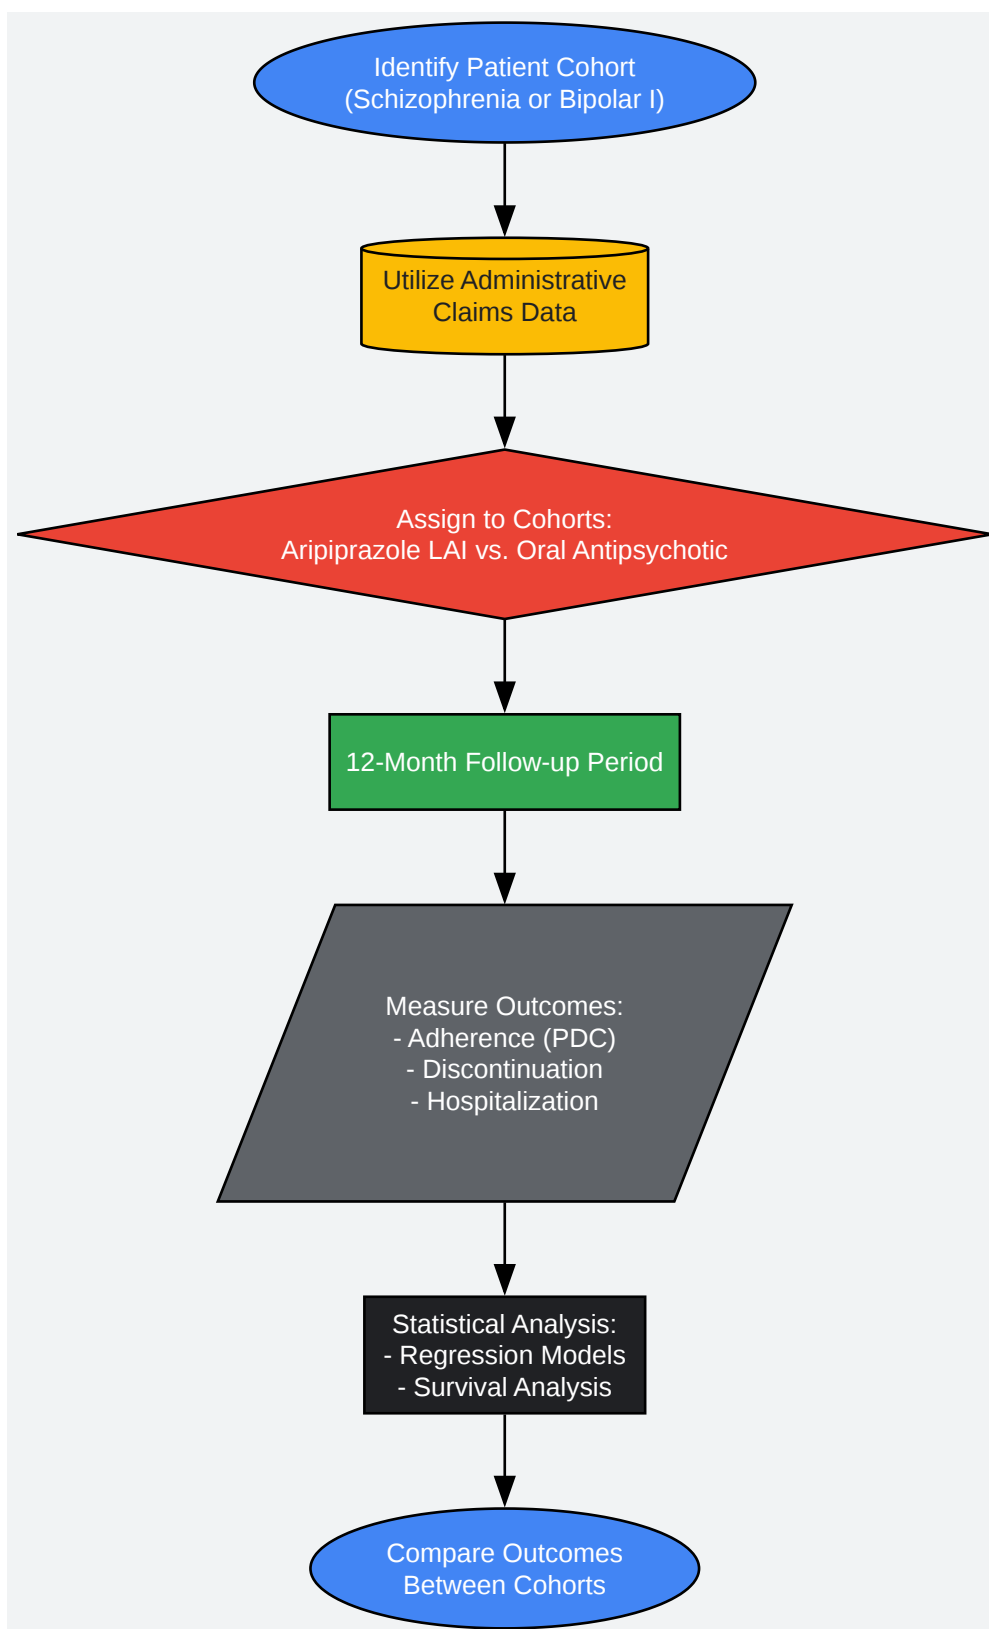 Identify Patient Cohort
(Schizophrenia or Bipolar I)
Utilize Administrative
Claims Data
Assign to Cohorts:
Aripiprazole LAI vs. Oral Antipsychotic
12-Month Follow-up Period
Measure Outcomes:
- Adherence (PDC)
- Discontinuation
- Hospitalization
Statistical Analysis:
- Regression Models
- Survival Analysis
Compare Outcomes
Between Cohorts